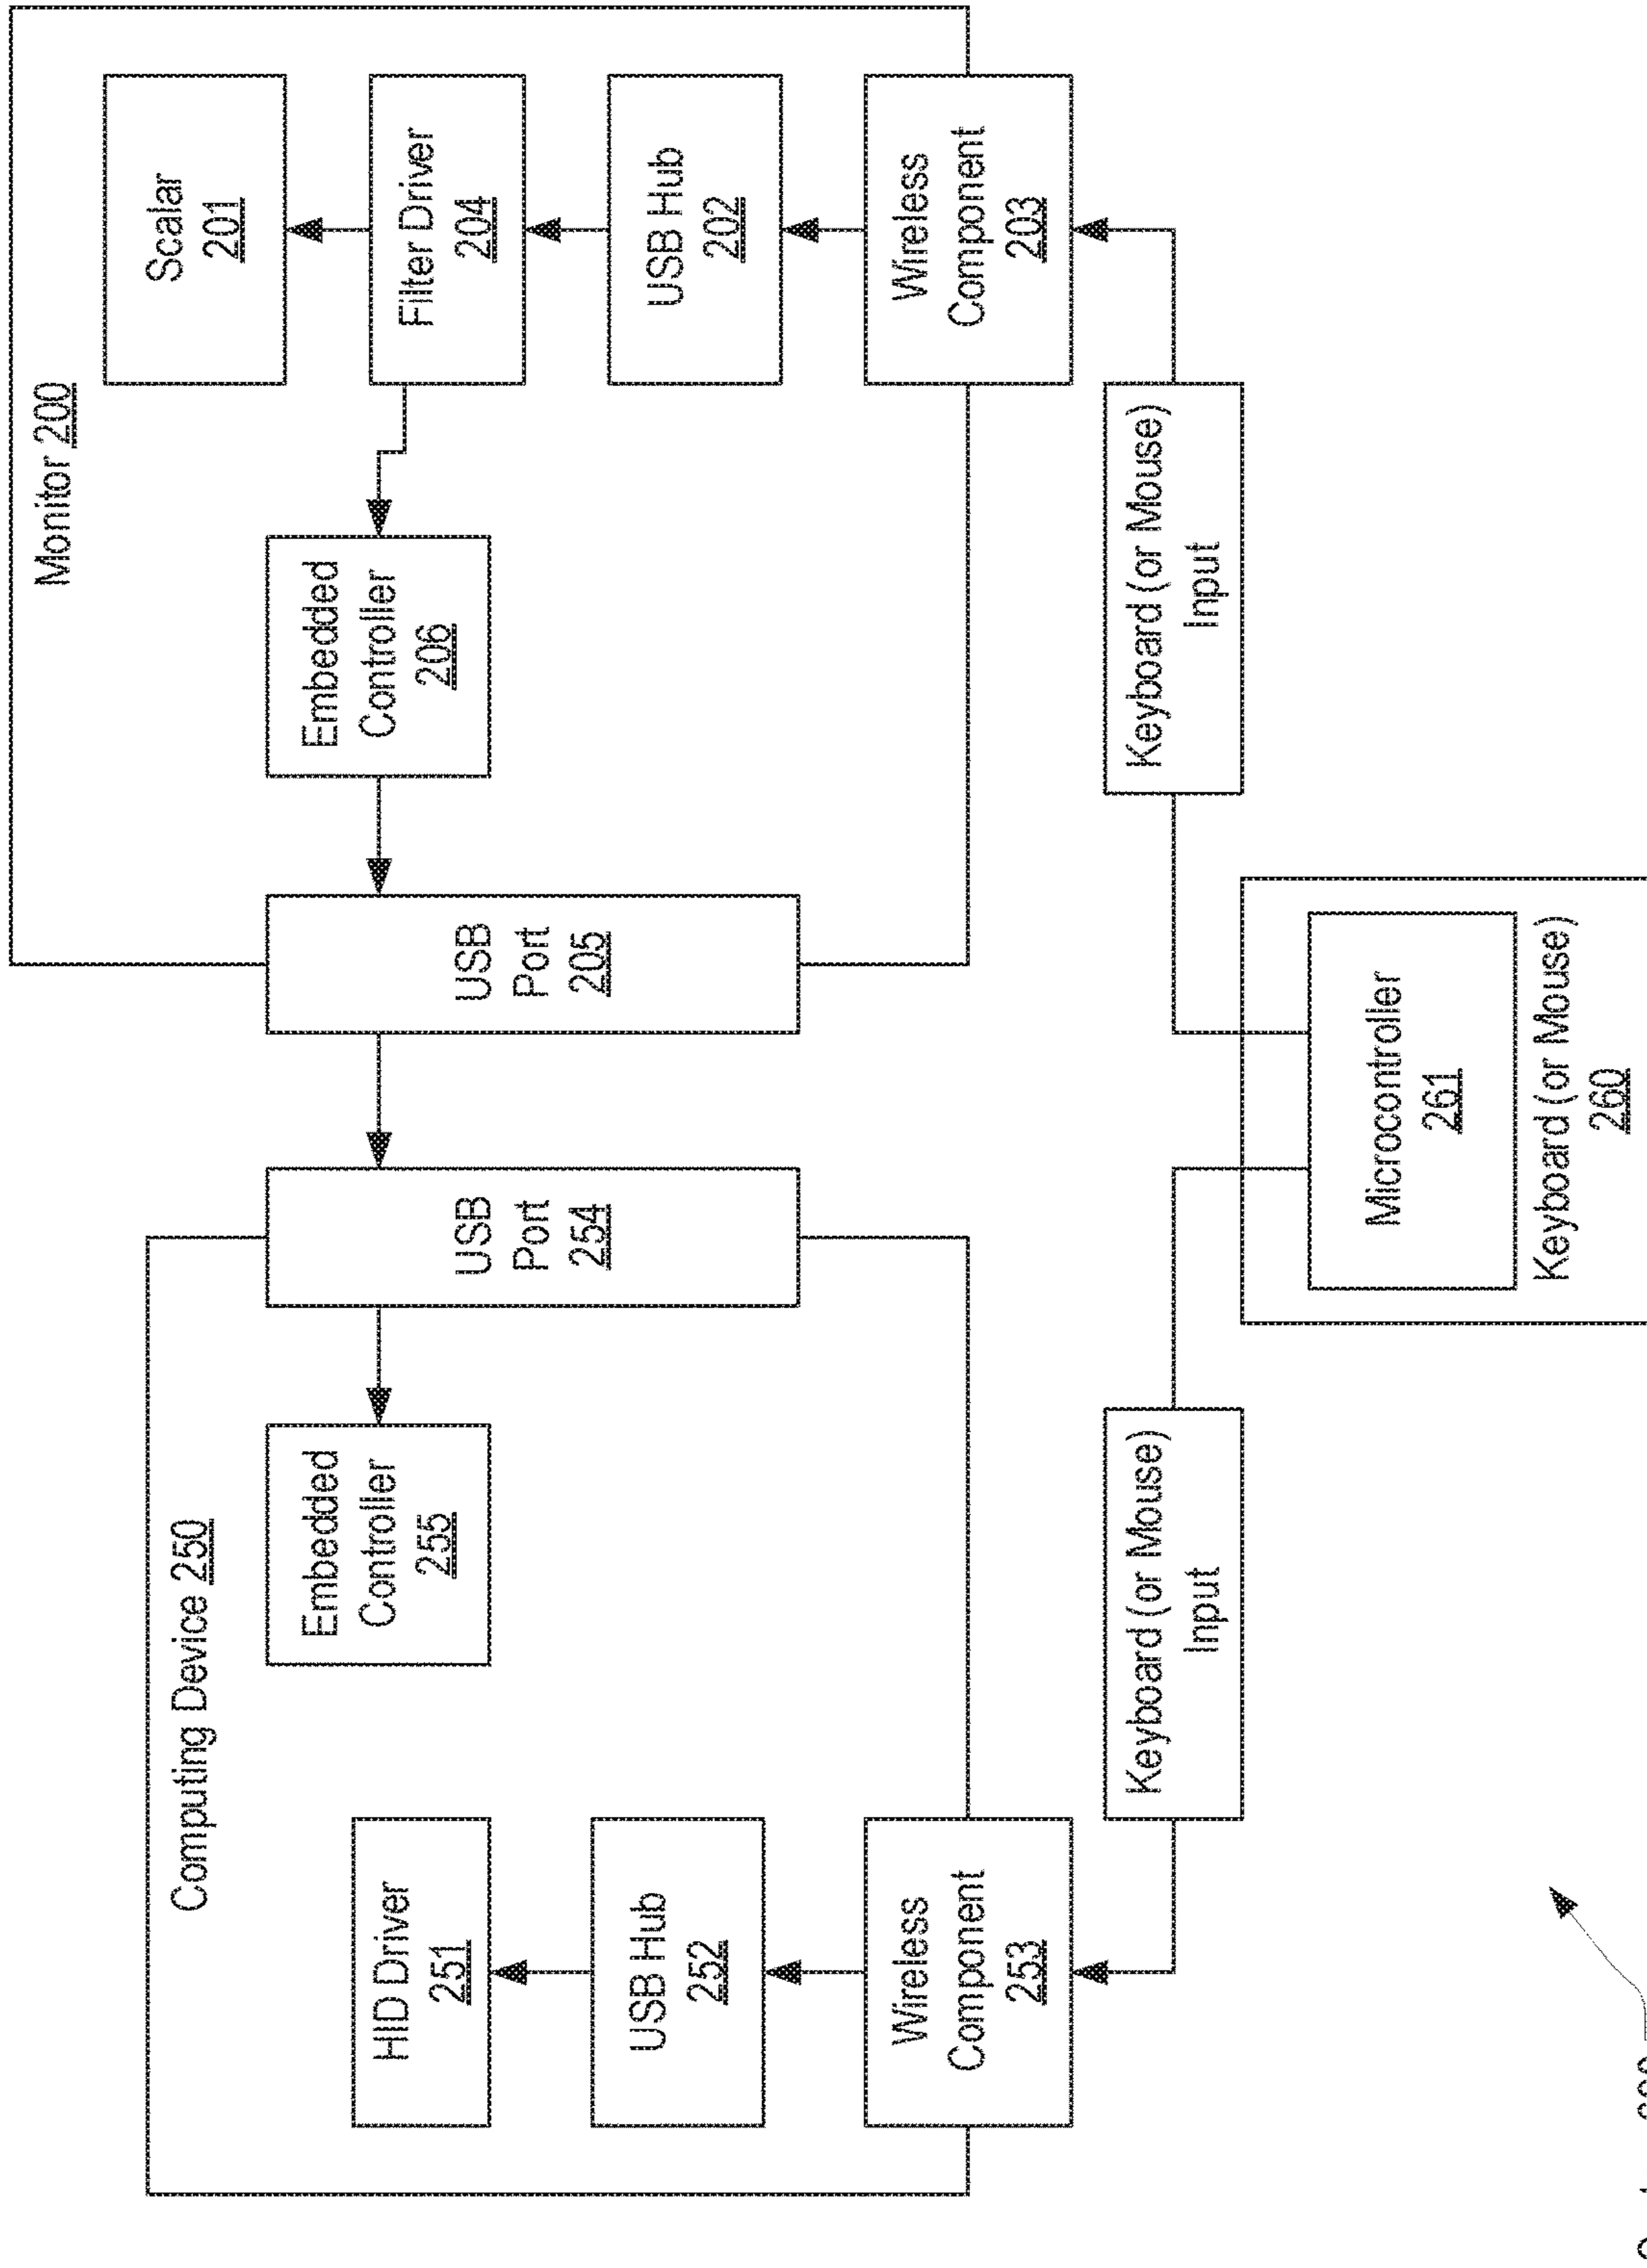 Computing Device 250
HID Driver
251
USB Hub
252
Wireless
Component
253
Embedded
Controller
255
USB
Port
254
Monitor 200
USB
Port
205
Embedded
Controller
206
Scalar
201
Filter Driver
204
USB Hub
202
Wireless
Component
203
Keyboard (or Mouse)
Input
Keyboard (or Mouse)
Input
Microcontroller
261
Keyboard (or Mouse)
260